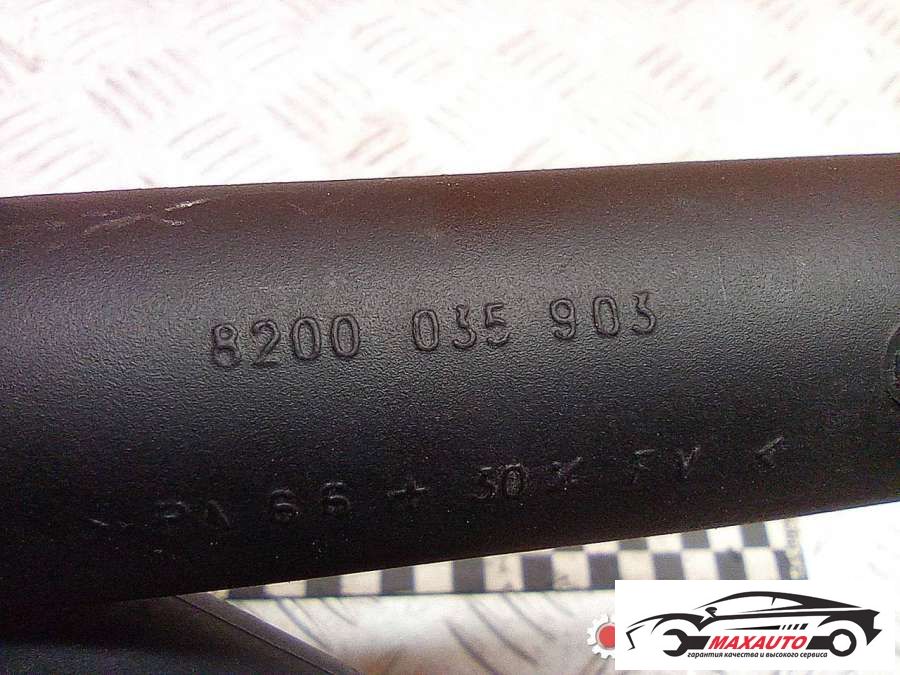 8200 035 903
> PA 66 + 30% FV <
MAXAUTO
гарантия качества и высокого сервиса